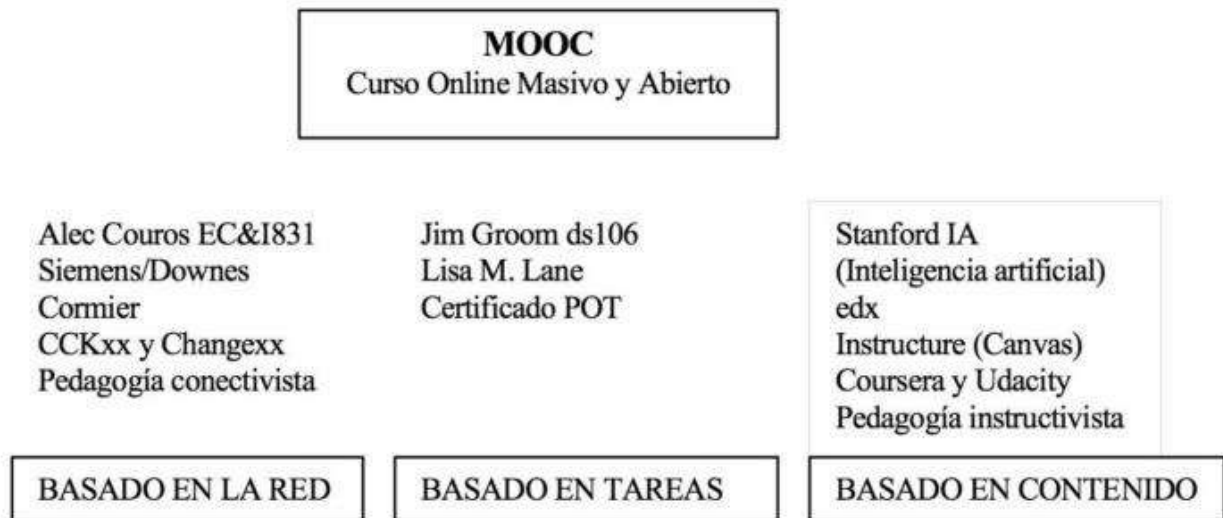 MOOC
Curso Online Masivo y Abierto
Alec Couros EC&I831
Siemens/Downes
Cormier
CCKxx y Changexx
Pedagogía conectivista
BASADO EN LA RED
Jim Groom ds106
Lisa M. Lane
Certificado POT
BASADO EN TAREAS
Stanford IA
(Inteligencia artificial)
edx
Instructure (Canvas)
Coursera y Udacity
Pedagogía instructivista
BASADO EN CONTENIDO